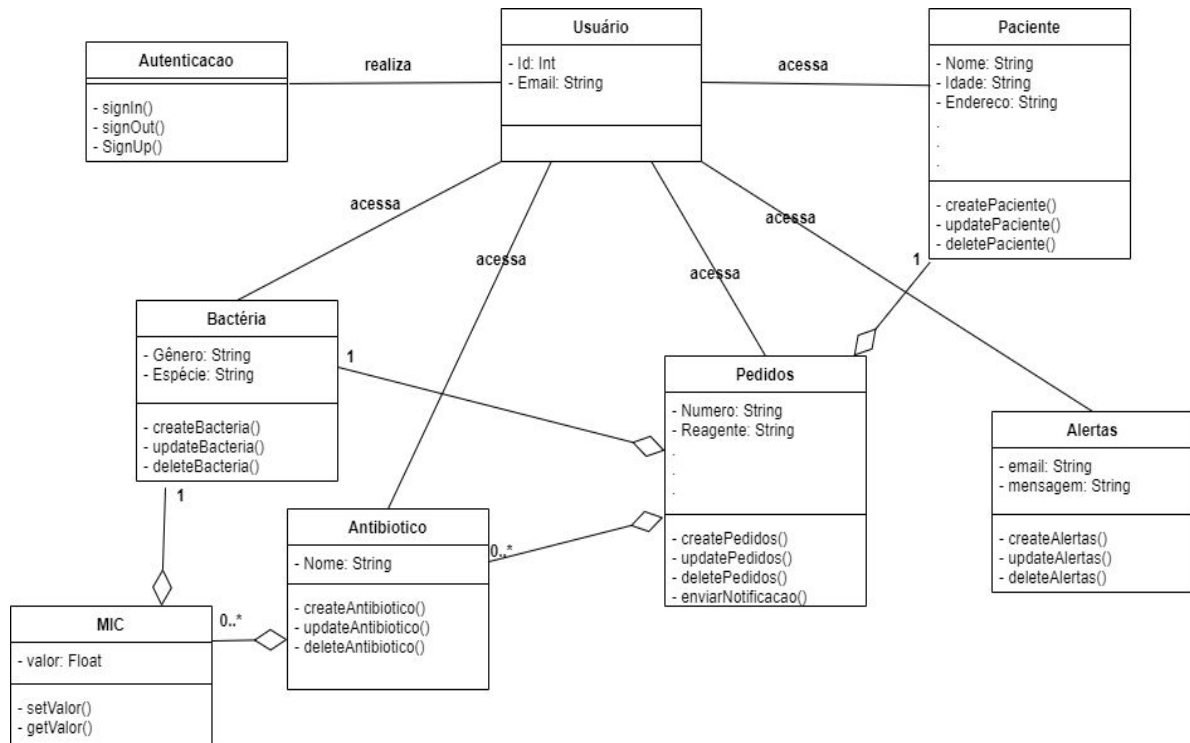 Autenticacao
- signIn()
- signOut()
- SignUp()
realiza
Usuário
- Id: Int
- Email: String
acessa
Paciente
- Nome: String
- Idade: String
- Endereco: String
.
.
.
- createPaciente()
- updatePaciente()
- deletePaciente()
1
acessa
acessa
acessa
acessa
Bactéria
- Gênero: String
- Espécie: String
- createBacteria()
- updateBacteria()
- deleteBacteria()
1
1
Pedidos
- Numero: String
- Reagente: String
.
.
.
- createPedidos()
- updatePedidos()
- deletePedidos()
- enviarNotificacao()
Alertas
- email: String
- mensagem: String
- createAlertas()
- updateAlertas()
- deleteAlertas()
Antibiotico
- Nome: String
- createAntibiotico()
- updateAntibiotico()
- deleteAntibiotico()
0..*
MIC
- valor: Float
- setValor()
- getValor()
0..*